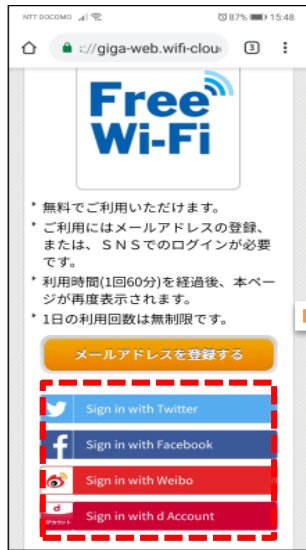 NTT DOCOMO 87% 15:48
://giga-web.wifi-clou 3
Free
Wi-Fi
* 無料でご利用いただけます。
* ご利用にはメールアドレスの登録、
または、SNSでのログインが必要
です。
* 利用時間(1回60分)を経過後、本ペー
ジが再度表示されます。
* 1日の利用回数は無制限です。
メールアドレスを登録する
Sign in with Twitter
f Sign in with Facebook
Sign in with Weibo
d
Sign in with d Account